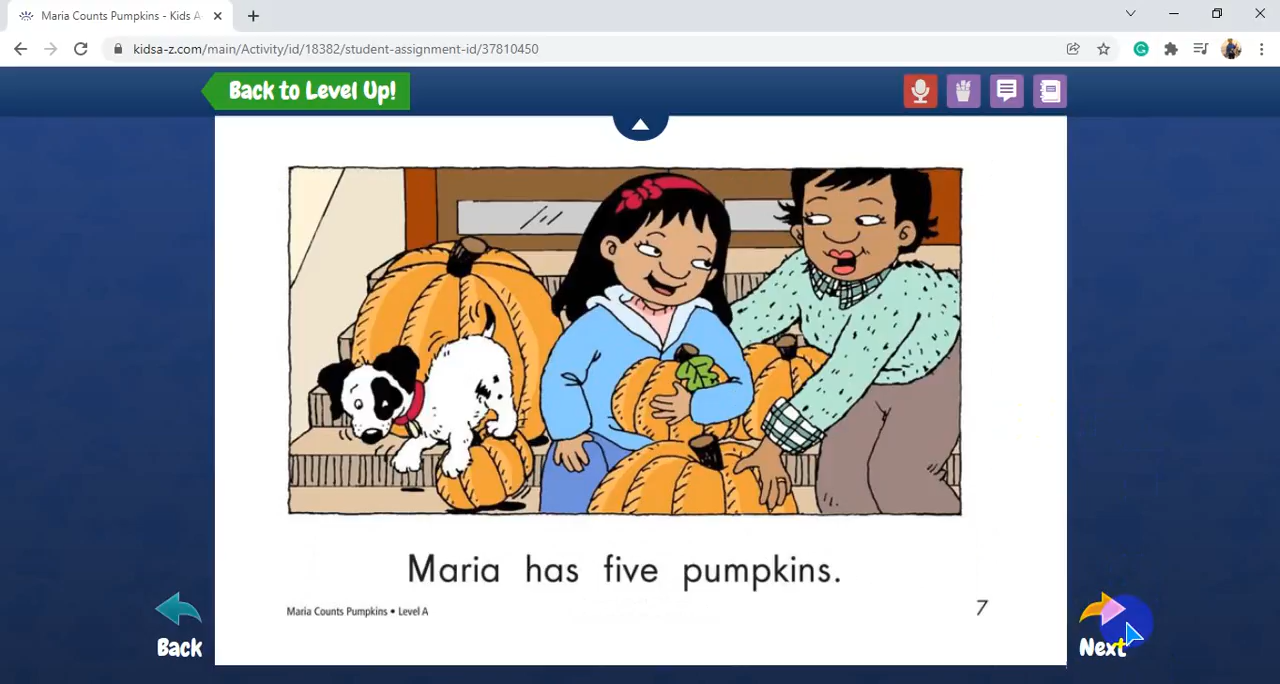 Maria Counts Pumpkins - Kids A-
kidsa-z.com/main/Activity/id/18382/student-assignment-id/37810450
Back to Level Up!
Maria has five pumpkins.
Maria Counts Pumpkins • Level A
7
Back
Next